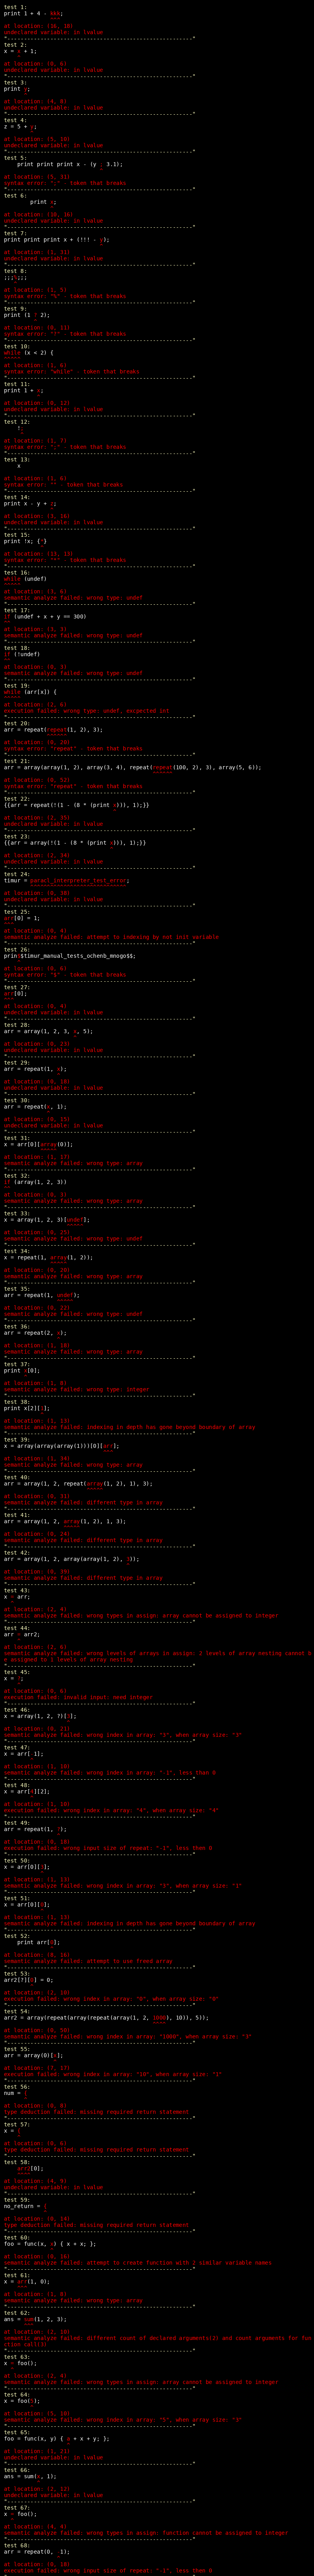 test 1:
print 1 + 4 - kkk;
^^^
at location: (16, 18)
undeclared variable: in lvalue
"--------------------------------------------------------"
test 2:
x = x + 1;
^
at location: (0, 6)
undeclared variable: in lvalue
"--------------------------------------------------------"
test 3:
print y;
^
at location: (4, 8)
undeclared variable: in lvalue
"--------------------------------------------------------"
test 4:
z = 5 + y;
^
at location: (5, 10)
undeclared variable: in lvalue
"--------------------------------------------------------"
test 5:
print print print x - (y ; 3.1);
^
at location: (5, 31)
syntax error: ";" - token that breaks
"--------------------------------------------------------"
test 6:
print x;
^
at location: (10, 16)
undeclared variable: in lvalue
"--------------------------------------------------------"
test 7:
print print print x + (!!! - y);
^
at location: (1, 31)
undeclared variable: in lvalue
"--------------------------------------------------------"
test 8:
;;;%;;;
^
at location: (3, 5)
syntax error: "%" - token that breaks
"--------------------------------------------------------"
test 9:
print (1 ? 2);
^
at location: (0, 11)
syntax error: "?" - token that breaks
"--------------------------------------------------------"
test 10:
while (x < 2) {
^^^^^
at location: (1, 6)
syntax error: "while" - token that breaks
"--------------------------------------------------------"
test 11:
print 1 + x;
^
at location: (0, 12)
undeclared variable: in lvalue
"--------------------------------------------------------"
test 12:
!;
^
at location: (1, 7)
syntax error: ";" - token that breaks
"--------------------------------------------------------"
test 13:
x
at location: (1, 6)
syntax error: "" - token that breaks
"--------------------------------------------------------"
test 14:
print x - y + z;
^
at location: (3, 16)
undeclared variable: in lvalue
"--------------------------------------------------------"
test 15:
print !x; {*}
^
at location: (11, 13)
syntax error: "*" - token that breaks
"--------------------------------------------------------"
test 16:
while (undef)
^^^^^
at location: (3, 6)
semantic analyze failed: wrong type: undef
"--------------------------------------------------------"
test 17:
if (undef + x + y == 300)
^^
at location: (3, 3)
semantic analyze failed: wrong type: undef
"--------------------------------------------------------"
test 18:
if (!undef)
^^
at location: (0, 3)
semantic analyze failed: wrong type: undef
"--------------------------------------------------------"
test 19:
while (arr[x]) {
^^^^^
at location: (3, 6)
execution failed: wrong type: undef, excpected int
"--------------------------------------------------------"
test 20:
arr = repeat(repeat(1, 2), 3);
^^^^^^
at location: (0, 20)
syntax error: "repeat" - token that breaks
"--------------------------------------------------------"
test 21:
arr = array(array(1, 2), array(3, 4), repeat(repeat(100, 2), 3), array(5, 6));
^^^^^^
at location: (0, 52)
syntax error: "repeat" - token that breaks
"--------------------------------------------------------"
test 22:
{{arr = repeat(!(1 - (8 * (print x))), 1);}}
^
at location: (2, 35)
undeclared variable: in lvalue
"--------------------------------------------------------"
test 23:
{{arr = array(!(1 - (8 * (print x))), 1);}}
^
at location: (2, 34)
undeclared variable: in lvalue
"--------------------------------------------------------"
test 24:
timur = paracl_interpreter_test_error;
^^^^^^^^^^^^^^^^^^^^^^^^^^^^^
at location: (0, 38)
undeclared variable: in lvalue
"--------------------------------------------------------"
test 25:
arr[0] = 1;
^^^
at location: (0, 4)
semantic analyze failed: attempt to indexing by not init variable
"--------------------------------------------------------"
test 26:
prin$timur_manual_tests_ochenb_mnogo$$;
^
at location: (0, 6)
syntax error: "$" - token that breaks
"--------------------------------------------------------"
test 27:
arr[0];
^^^
at location: (0, 4)
undeclared variable: in lvalue
"--------------------------------------------------------"
test 28:
arr = array(1, 2, 3, x, 5);
^
at location: (0, 23)
undeclared variable: in lvalue
"--------------------------------------------------------"
test 29:
arr = repeat(1, x);
^
at location: (0, 18)
undeclared variable: in lvalue
"--------------------------------------------------------"
test 30:
arr = repeat(x, 1);
^
at location: (0, 15)
undeclared variable: in lvalue
"--------------------------------------------------------"
test 31:
x = arr[0][array(0)];
^^^^^
at location: (1, 17)
semantic analyze failed: wrong type: array
"--------------------------------------------------------"
test 32:
if (array(1, 2, 3))
^^
at location: (0, 3)
semantic analyze failed: wrong type: array
"--------------------------------------------------------"
test 33:
x = array(1, 2, 3)[undef];
^^^^^
at location: (0, 25)
semantic analyze failed: wrong type: undef
"--------------------------------------------------------"
test 34:
x = repeat(1, array(1, 2));
^^^^^
at location: (0, 20)
semantic analyze failed: wrong type: array
"--------------------------------------------------------"
test 35:
arr = repeat(1, undef);
^^^^^
at location: (0, 22)
semantic analyze failed: wrong type: undef
"--------------------------------------------------------"
test 36:
arr = repeat(2, x);
^
at location: (1, 18)
semantic analyze failed: wrong type: array
"--------------------------------------------------------"
test 37:
print x[0];
^
at location: (1, 8)
semantic analyze failed: wrong type: integer
"--------------------------------------------------------"
test 38:
print x[2][1];
^
at location: (1, 13)
semantic analyze failed: indexing in depth has gone beyond boundary of array
"--------------------------------------------------------"
test 39:
x = array(array(array(1)))[0][arr];
^^^
at location: (1, 34)
semantic analyze failed: wrong type: array
"--------------------------------------------------------"
test 40:
arr = array(1, 2, repeat(array(1, 2), 1), 3);
^^^^^
at location: (0, 31)
semantic analyze failed: different type in array
"--------------------------------------------------------"
test 41:
arr = array(1, 2, array(1, 2), 1, 3);
^^^^^
at location: (0, 24)
semantic analyze failed: different type in array
"--------------------------------------------------------"
test 42:
arr = array(1, 2, array(array(1, 2), 3));
^
at location: (0, 39)
semantic analyze failed: different type in array
"--------------------------------------------------------"
test 43:
x = arr;
^
at location: (2, 4)
semantic analyze failed: wrong types in assign: array cannot be assigned to integer
"--------------------------------------------------------"
test 44:
arr = arr2;
^
at location: (2, 6)
semantic analyze failed: wrong levels of arrays in assign: 2 levels of array nesting cannot b
e assigned to 1 levels of array nesting
"--------------------------------------------------------"
test 45:
x = ?;
^
at location: (0, 6)
execution failed: invalid input: need integer
"--------------------------------------------------------"
test 46:
x = array(1, 2, ?)[3];
^
at location: (0, 21)
semantic analyze failed: wrong index in array: "3", when array size: "3"
"--------------------------------------------------------"
test 47:
x = arr[-1];
^
at location: (1, 10)
semantic analyze failed: wrong index in array: "-1", less than 0
"--------------------------------------------------------"
test 48:
x = arr[4][2];
^
at location: (1, 10)
execution failed: wrong index in array: "4", when array size: "4"
"--------------------------------------------------------"
test 49:
arr = repeat(1, ?);
^
at location: (0, 18)
execution failed: wrong input size of repeat: "-1", less then 0
"--------------------------------------------------------"
test 50:
x = arr[0][3];
^
at location: (2, 13)
semantic analyze failed: wrong index in array: "3", when array size: "1"
"--------------------------------------------------------"
test 51:
x = arr[0][0];
^
at location: (1, 13)
semantic analyze failed: indexing in depth has gone beyond boundary of array
"--------------------------------------------------------"
test 52:
print arr[0];
^
at location: (6, 16)
semantic analyze failed: attempt to use freed array
"--------------------------------------------------------"
test 53:
arr2[?][8] = 0;
^
at location: (2, 10)
execution failed: wrong index in array: "8", when array size: "8"
"--------------------------------------------------------"
test 54:
arr2 = array(repeat(array(repeat(array(1, 2, 1000), 10)), 5));
^^^^
at location: (0, 50)
semantic analyze failed: wrong index in array: "1000", when array size: "3"
"--------------------------------------------------------"
test 55:
arr = array(0)[x];
^
at location: (7, 17)
execution failed: wrong index in array: "10", when array size: "1"
"--------------------------------------------------------"
test 56:
num = {
^
at location: (0, 8)
type deduction failed: missing required return statement
"--------------------------------------------------------"
test 57:
x = {
^
at location: (0, 6)
type deduction failed: missing required return statement
"--------------------------------------------------------"
test 58:
arr2[0];
^^^^
at location: (4, 9)
undeclared variable: in lvalue
"--------------------------------------------------------"
test 59:
no_return = {
^
at location: (0, 14)
type deduction failed: missing required return statement
"--------------------------------------------------------"
test 60:
foo = func(x, x) { x + x; };
^
at location: (0, 16)
semantic analyze failed: attempt to create function with 2 similar variable names
"--------------------------------------------------------"
test 61:
x = arr(1, 0);
^^^
at location: (1, 8)
semantic analyze failed: wrong type: array
"--------------------------------------------------------"
test 62:
ans = sum(1, 2, 3);
^^^
at location: (2, 10)
semantic analyze failed: different count of declared arguments(2) and count arguments for fun
ction call(3)
"--------------------------------------------------------"
test 63:
x = foo();
^
at location: (7, 4)
semantic analyze failed: wrong types in assign: array cannot be assigned to integer
"--------------------------------------------------------"
test 64:
x = foo(5);
^
at location: (5, 10)
semantic analyze failed: wrong index in array: "5", when array size: "3"
"--------------------------------------------------------"
test 65:
foo = func(x, y) { z + x + y; };
^
at location: (3, 21)
undeclared variable: in lvalue
"--------------------------------------------------------"
test 66:
ans = sum(x, 1);
^
at location: (3, 12)
undeclared variable: in lvalue
"--------------------------------------------------------"
test 67:
x = foo();
^
at location: (4, 4)
semantic analyze failed: wrong types in assign: function cannot be assigned to integer
"--------------------------------------------------------"
test 68:
arr = repeat(0, -1);
^
at location: (0, 18)
execution failed: wrong input size of repeat: "-1", less then 0
"--------------------------------------------------------"